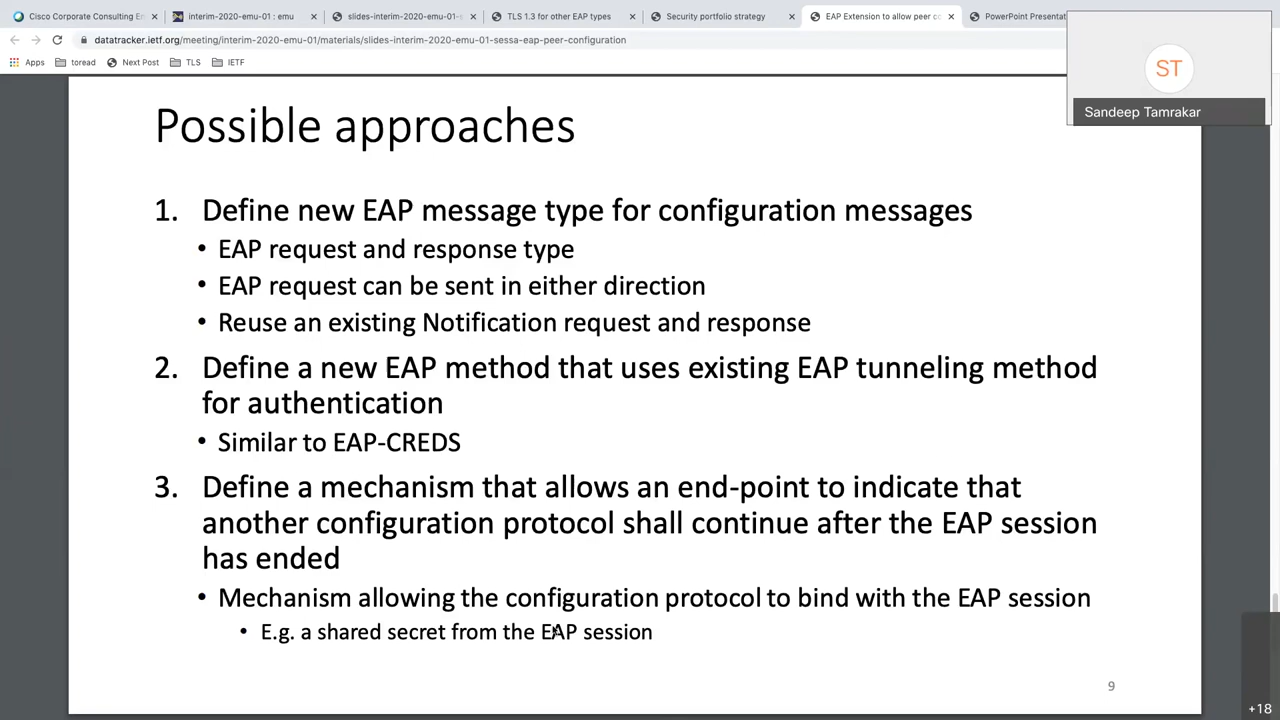 Cisco Corporate Consulting En
interim-2020-emu-01 : emu
slides-interim-2020-emu-01-s
TLS 1.3 for other EAP types
Security portfolio strategy
EAP Extension to allow peer co
PowerPoint Presentat
datatracker.ietf.org/meeting/interim-2020-emu-01/materials/slides-interim-2020-emu-01-sessa-eap-peer-configuration
Apps
toread
Next Post
TLS
IETF
ST
Sandeep Tamrakar
Possible approaches
1. Define new EAP message type for configuration messages
• EAP request and response type
• EAP request can be sent in either direction
• Reuse an existing Notification request and response
2. Define a new EAP method that uses existing EAP tunneling method
for authentication
• Similar to EAP-CREDS
3. Define a mechanism that allows an end-point to indicate that
another configuration protocol shall continue after the EAP session
has ended
• Mechanism allowing the configuration protocol to bind with the EAP session
• E.g. a shared secret from the EAP session
9
+18